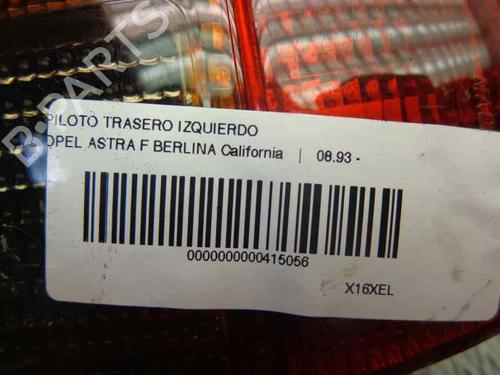 B-PARTS
PILOTO TRASERO IZQUIERDO
OPEL ASTRA F BERLINA California | 08.93 -
0000000000415056
X16XEL